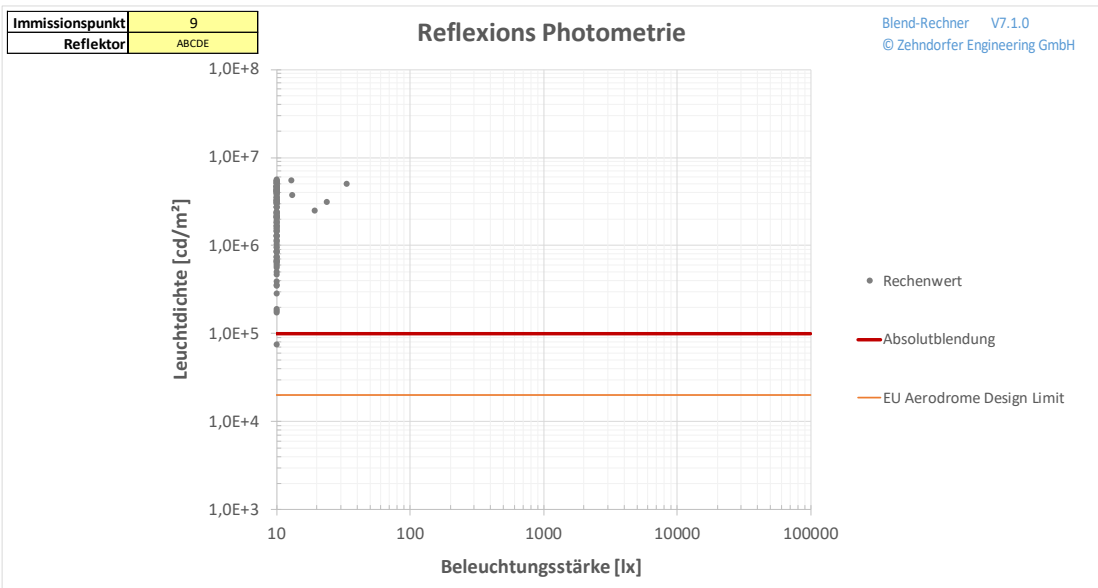 Immissionspunkt 9
Reflektor ABCDE
Reflexions Photometrie
Blend-Rechner V7.1.0
© Zehndorfer Engineering GmbH
Leuchtdichte [cd/m²]
1,0E+8
1,0E+7
1,0E+6
1,0E+5
1,0E+4
1,0E+3
10 100 1000 10000 100000
Beleuchtungsstärke [lx]
Rechenwert
Absolutblendung
EU Aerodrome Design Limit